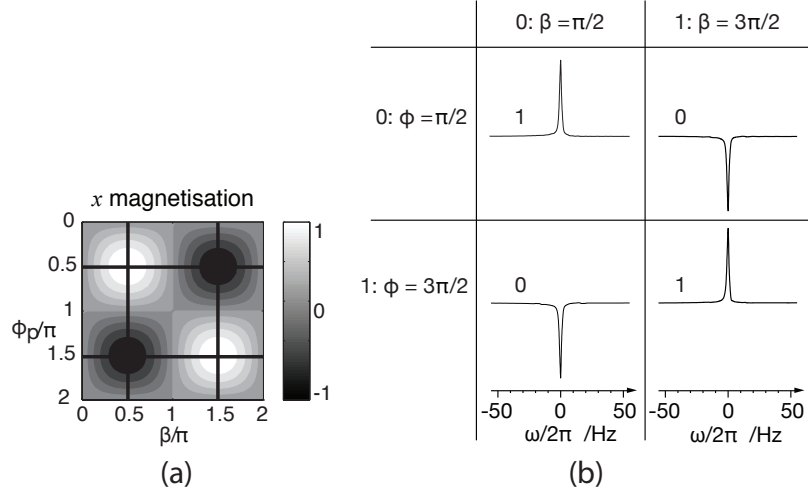 x magnetisation
0
0.5
1
1.5
2
ϕp/π
0 0.5 1 1.5 2
β/π
1
0
-1
(a)
0: β = π/2 1: β = 3π/2
0: ϕ = π/2 1 0
1: ϕ = 3π/2 0 1
-50 0 50 -50 0 50
ω/2π /Hz ω/2π /Hz
(b)